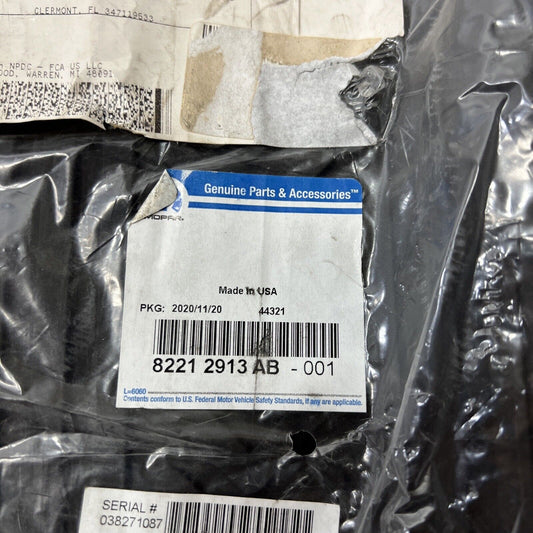 CLERMONT, FL 347119633
NPDC - FCA US LLC
WARREN, MI 48091
Genuine Parts & Accessories™
MOPAR
Made in USA
PKG: 2020/11/20 44321
8221 2913 AB - 001
L=6060
Contents conform to U.S. Federal Motor Vehicle Safety Standards, if any are applicable.
SERIAL #
038271087